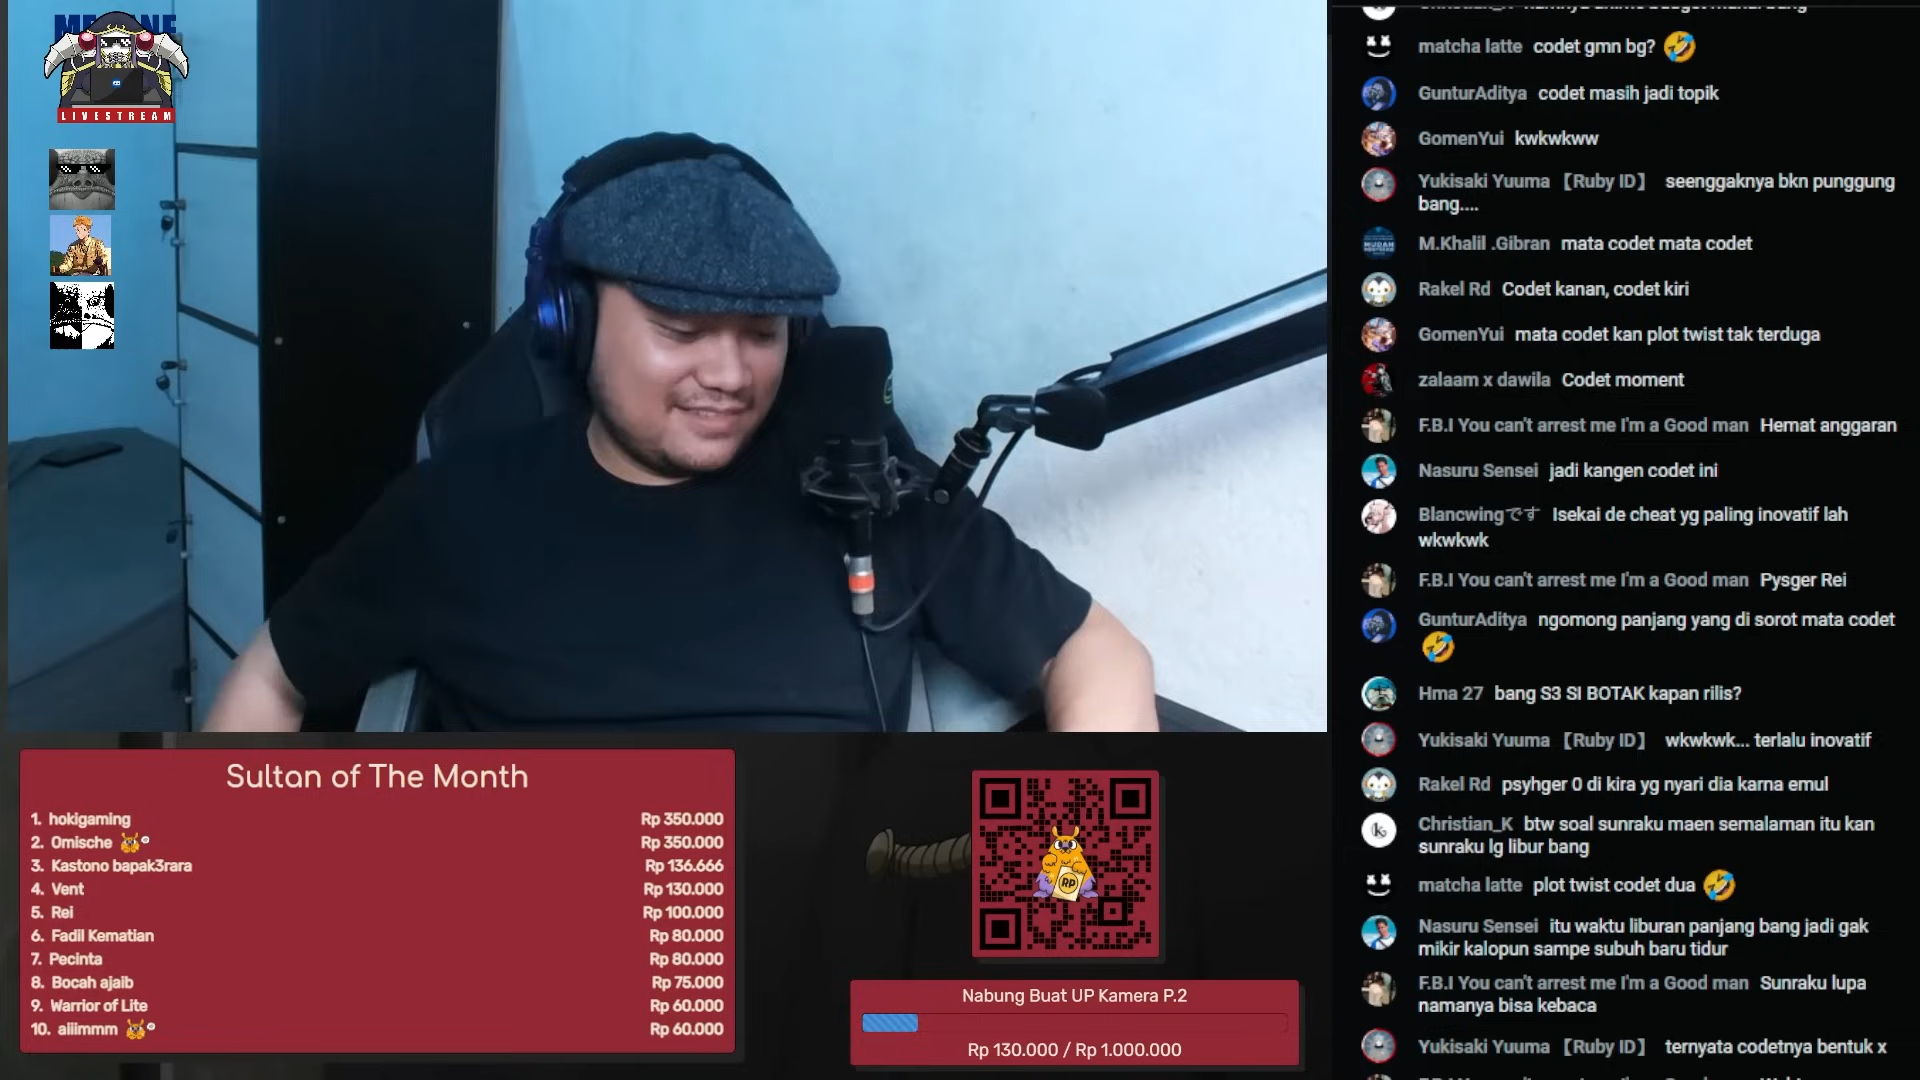 LIVESTREAM
matcha latte codet gmn bg? 🤣
GunturAditya codet masih jadi topik
GomenYui kwkwkww
Yukisaki Yuuma 【Ruby ID】 seenggaknya bkn punggung
bang....
M.Khalil .Gibran mata codet mata codet
Rakel Rd Codet kanan, codet kiri
GomenYui mata codet kan plot twist tak terduga
zalaam x dawila Codet moment
F.B.I You can't arrest me I'm a Good man Hemat anggaran
Nasuru Sensei jadi kangen codet ini
Blancwingです Isekai de cheat yg paling inovatif lah
wkwkwk
F.B.I You can't arrest me I'm a Good man Pysger Rei
GunturAditya ngomong panjang yang di sorot mata codet
🤣
Hma 27 bang S3 SI BOTAK kapan rilis?
Yukisaki Yuuma 【Ruby ID】 wkwkwk... terlalu inovatif
Rakel Rd psyhger 0 di kira yg nyari dia karna emul
Christian_K btw soal sunraku maen semalaman itu kan
sunraku lg libur bang
matcha latte plot twist codet dua 🤣
Nasuru Sensei itu waktu liburan panjang bang jadi gak
mikir kalopun sampe subuh baru tidur
F.B.I You can't arrest me I'm a Good man Sunraku lupa
namanya bisa kebaca
Yukisaki Yuuma 【Ruby ID】 ternyata codetnya bentuk x
Sultan of The Month
1. hokigaming Rp 350.000
2. Omische Rp 350.000
3. Kastono bapak3rara Rp 136.666
4. Vent Rp 130.000
5. Rei Rp 100.000
6. Fadil Kematian Rp 80.000
7. Pecinta Rp 80.000
8. Bocah ajaib Rp 75.000
9. Warrior of Lite Rp 60.000
10. aiiimmm Rp 60.000
RP
Nabung Buat UP Kamera P.2
Rp 130.000 / Rp 1.000.000